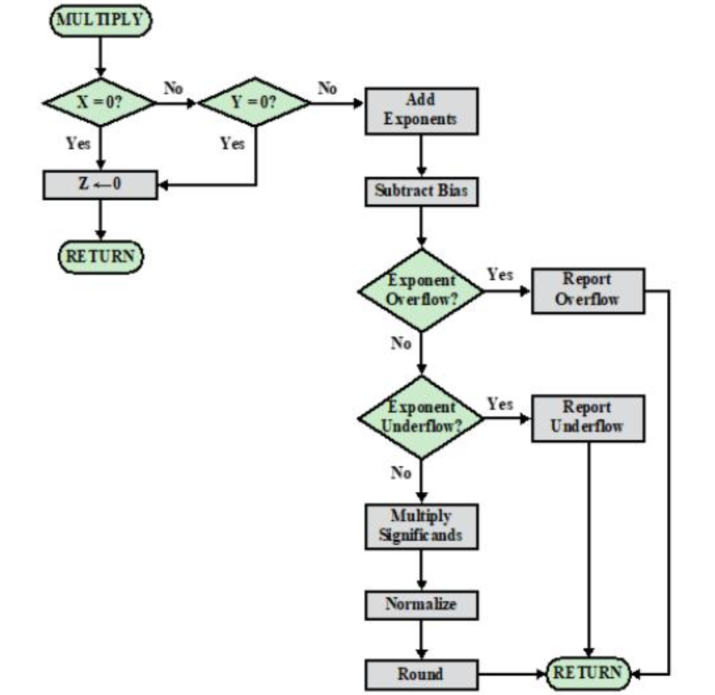 MULTIPLY
X = 0?
No
Y = 0?
No
Add
Exponents
Yes
Yes
Z ← 0
Subtract Bias
RETURN
Exponent
Overflow?
Yes
Report
Overflow
No
Exponent
Underflow?
Yes
Report
Underflow
No
Multiply
Significands
Normalize
Round
RETURN